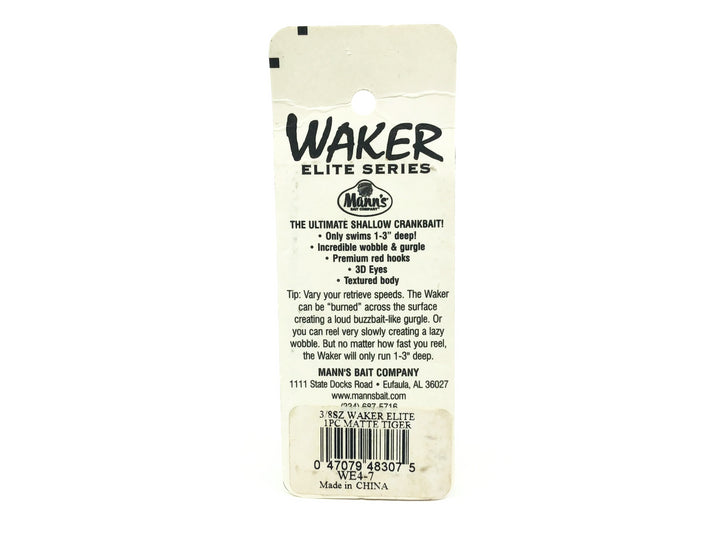 WAKER
ELITE SERIES
Mann's
BAIT COMPANY
THE ULTIMATE SHALLOW CRANKBAIT!
• Only swims 1-3" deep!
• Incredible wobble & gurgle
• Premium red hooks
• 3D Eyes
• Textured body
Tip: Vary your retrieve speeds. The Waker
can be "burned" across the surface
creating a loud buzzbait-like gurgle. Or
you can reel very slowly creating a lazy
wobble. But no matter how fast you reel,
the Waker will only run 1-3" deep.
MANN'S BAIT COMPANY
1111 State Docks Road • Eufaula, AL 36027
www.mannsbait.com
(334) 687-5716
3/8SZ WAKER ELITE
1PC MATTE TIGER
0 47079 48307 5
WE4-7
Made in CHINA